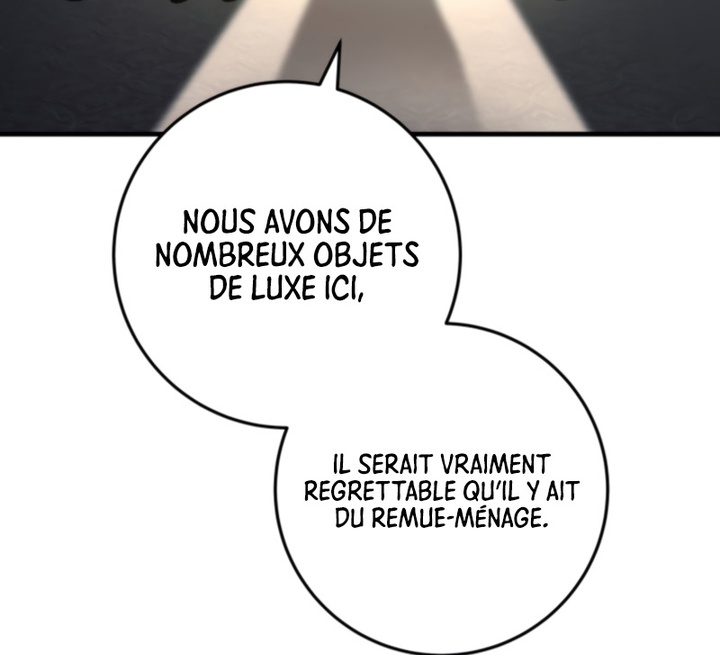 NOUS AVONS DE
NOMBREUX OBJETS
DE LUXE ICI,
IL SERAIT VRAIMENT
REGRETTABLE QU'IL Y AIT
DU REMUE-MÉNAGE.